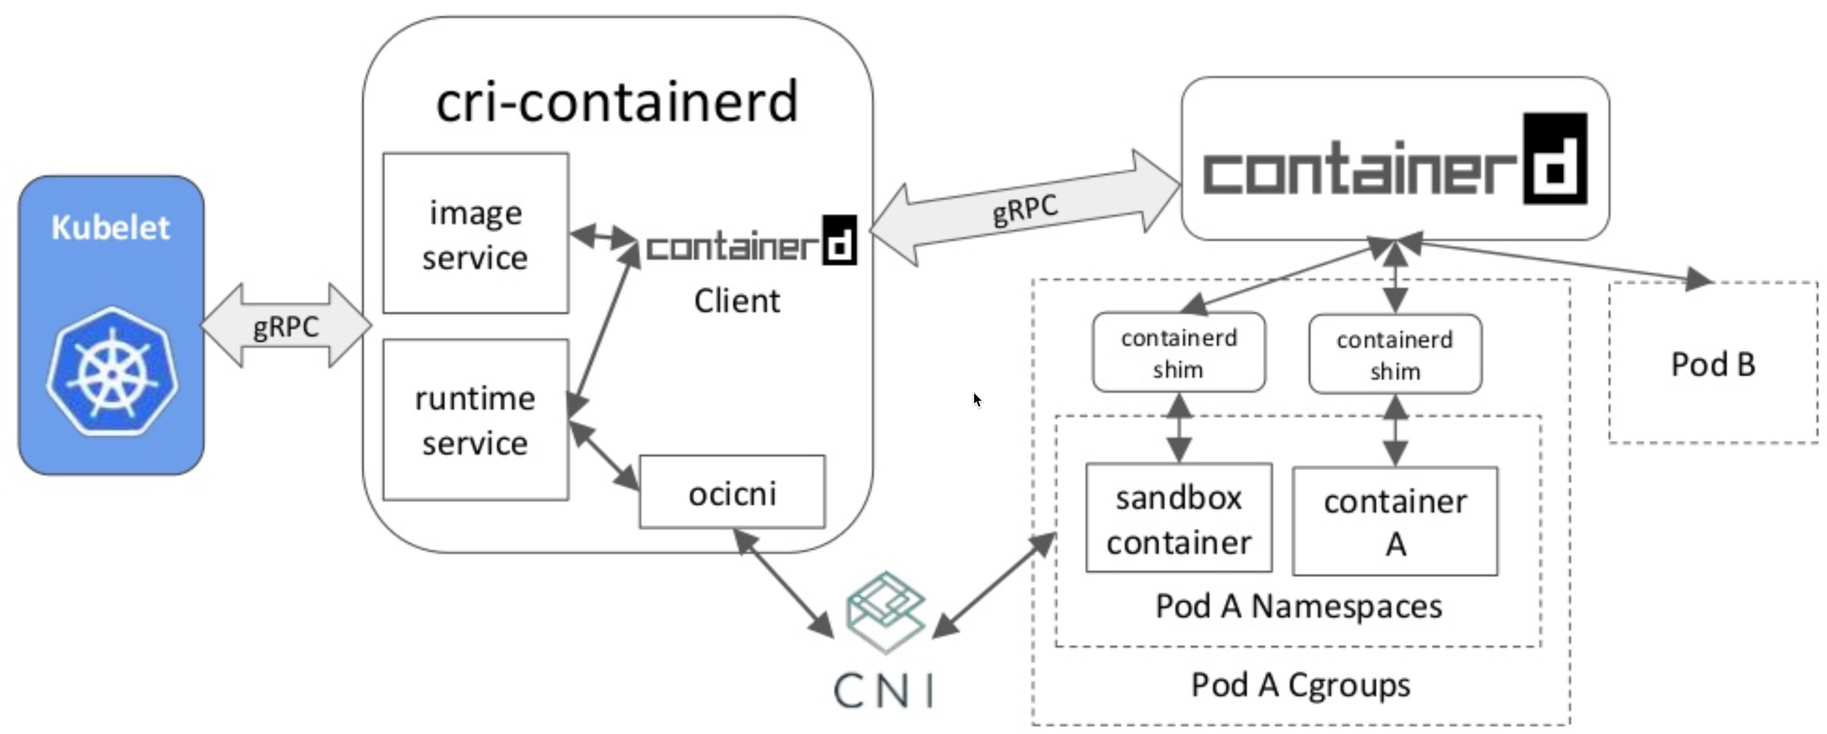 cri-containerd
image
service
containerd
Client
runtime
service
ocicni
Kubelet
gRPC
gRPC
containerd
containerd
shim
containerd
shim
Pod B
sandbox
container
container
A
Pod A Namespaces
Pod A Cgroups
CNI